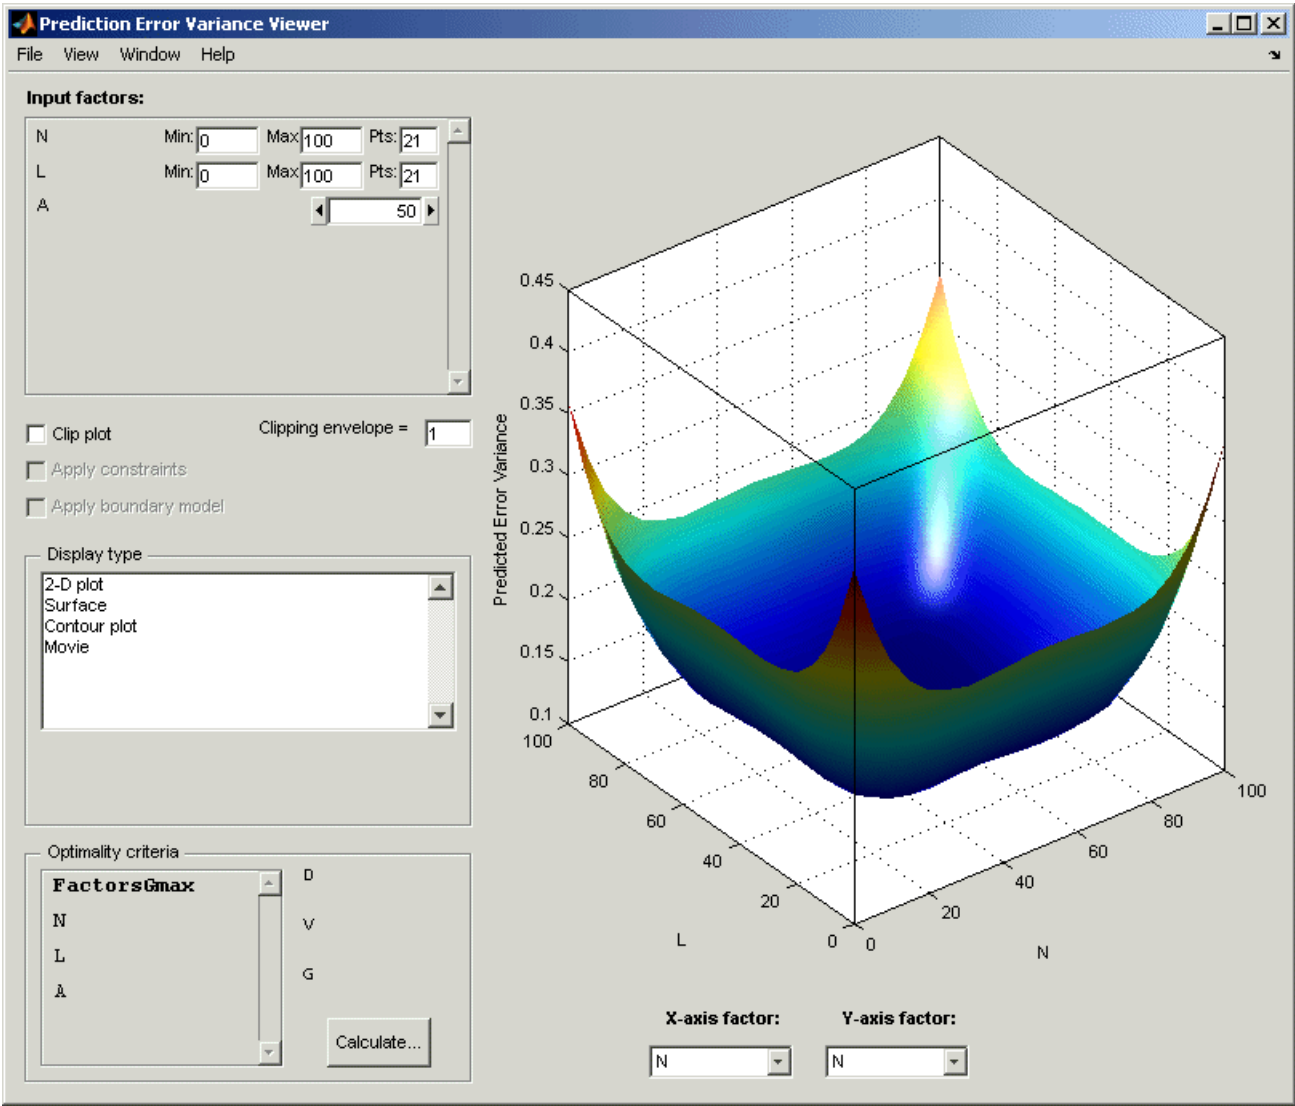 Prediction Error Variance Viewer
File View Window Help
Input factors:
N Min: 0 Max 100 Pts: 21
L Min: 0 Max 100 Pts: 21
A 50
Clip plot Clipping envelope = 1
Apply constraints
Apply boundary model
Display type
2-D plot
Surface
Contour plot
Movie
Optimality criteria
FactorsGmax
N
L
A
D
V
G
Calculate...
Predicted Error Variance
0.45
0.4
0.35
0.3
0.25
0.2
0.15
0.1
100
80
60
40
20
0
L
0
20
40
60
80
100
N
X-axis factor: Y-axis factor:
N N